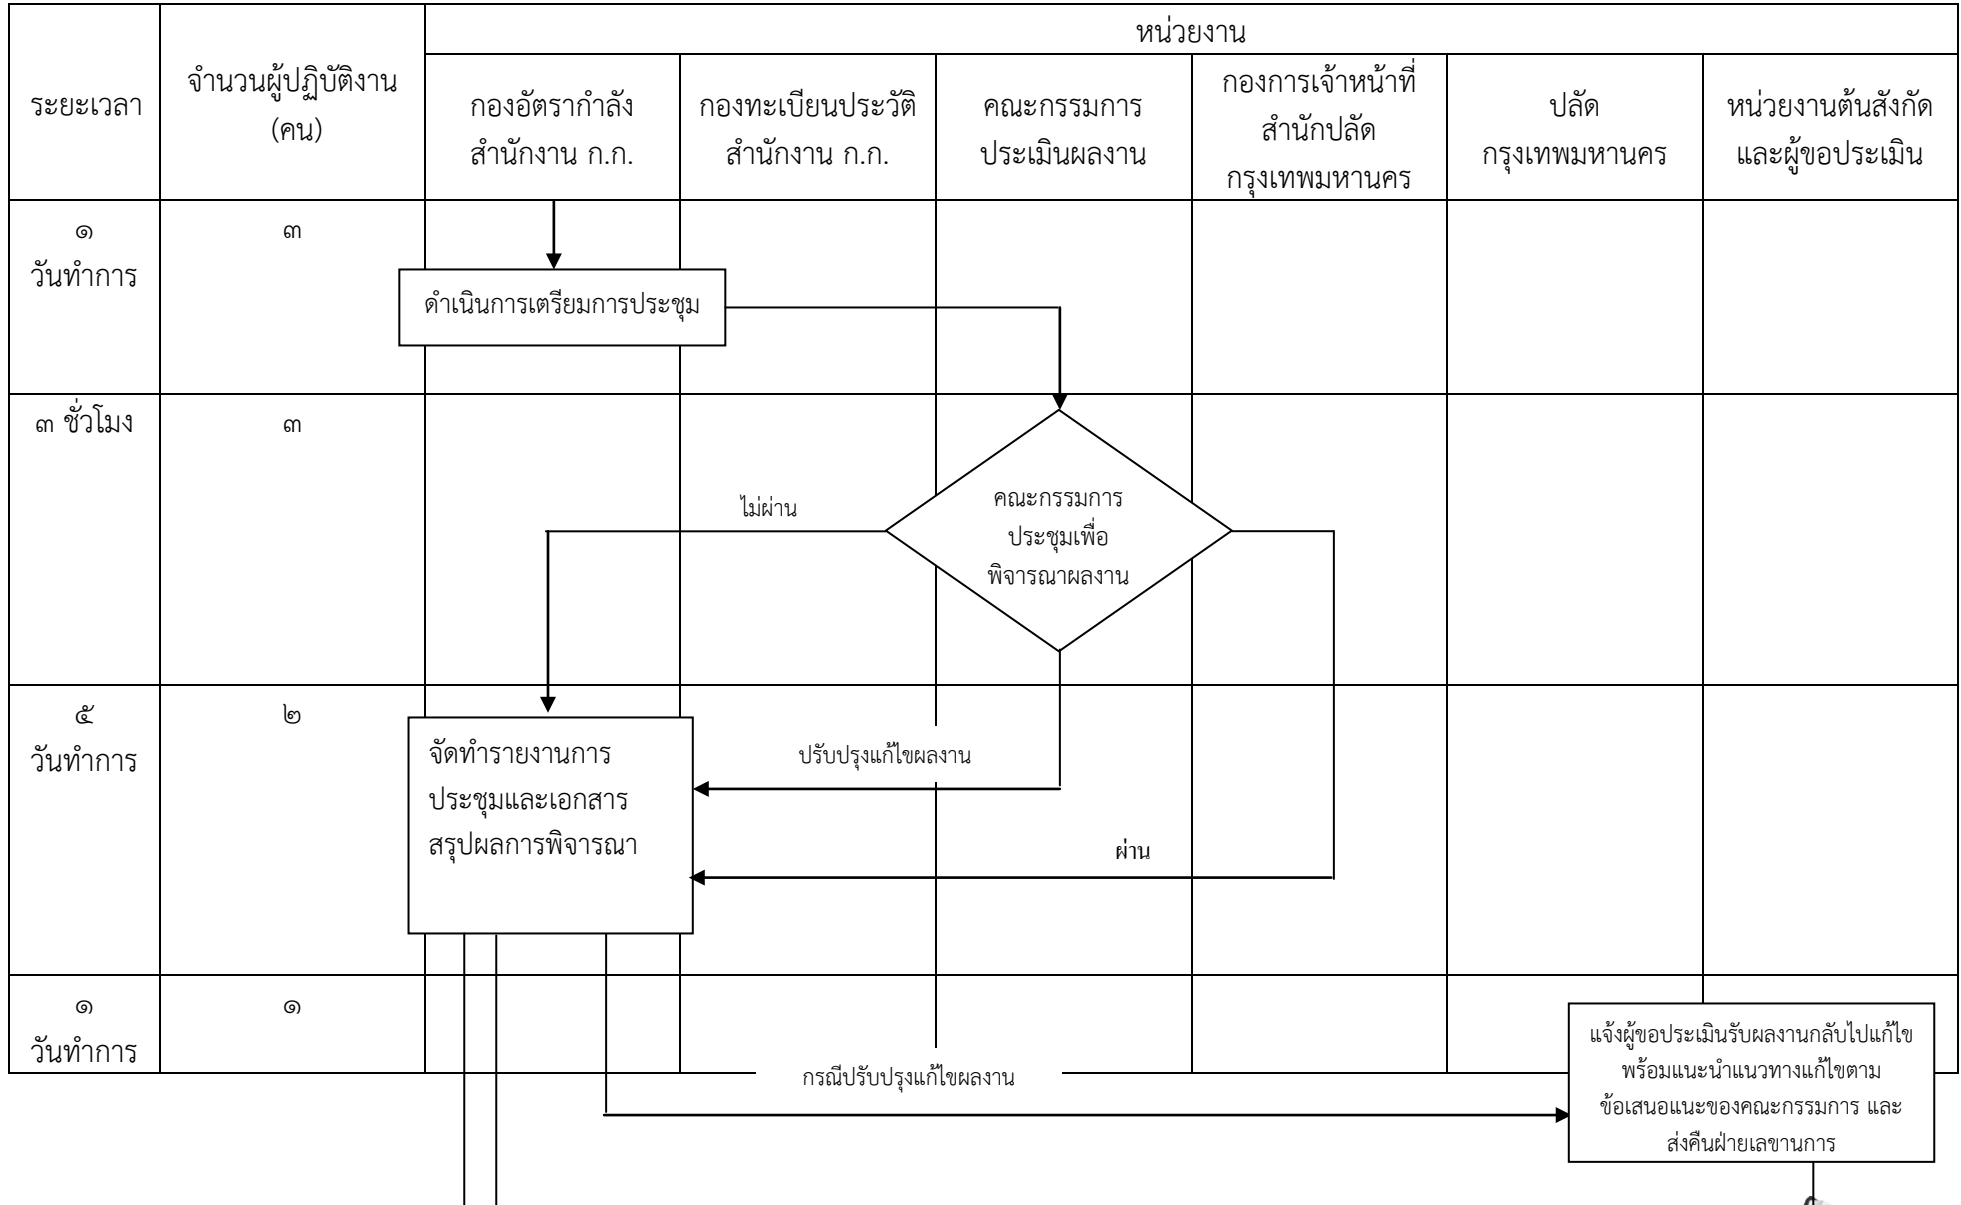 หน่วยงาน
ระยะเวลา
จำนวนผู้ปฏิบัติงาน
(คน)
กองอัตรากำลัง
สำนักงาน ก.ก.
กองทะเบียนประวัติ
สำนักงาน ก.ก.
คณะกรรมการ
ประเมินผลงาน
กองการเจ้าหน้าที่
สำนักปลัด
กรุงเทพมหานคร
ปลัด
กรุงเทพมหานคร
หน่วยงานต้นสังกัด
และผู้ขอประเมิน
๑
วันทำการ
๓
ดำเนินการเตรียมการประชุม
๓ ชั่วโมง
๓
คณะกรรมการ
ประชุมเพื่อ
พิจารณาผลงาน
ไม่ผ่าน
๕
วันทำการ
๒
จัดทำรายงานการ
ประชุมและเอกสาร
สรุปผลการพิจารณา
ปรับปรุงแก้ไขผลงาน
ผ่าน
๑
วันทำการ
๑
กรณีปรับปรุงแก้ไขผลงาน
แจ้งผู้ขอประเมินรับผลงานกลับไปแก้ไข
พร้อมแนะนำแนวทางแก้ไขตาม
ข้อเสนอแนะของคณะกรรมการ และ
ส่งคืนฝ่ายเลขานุการ